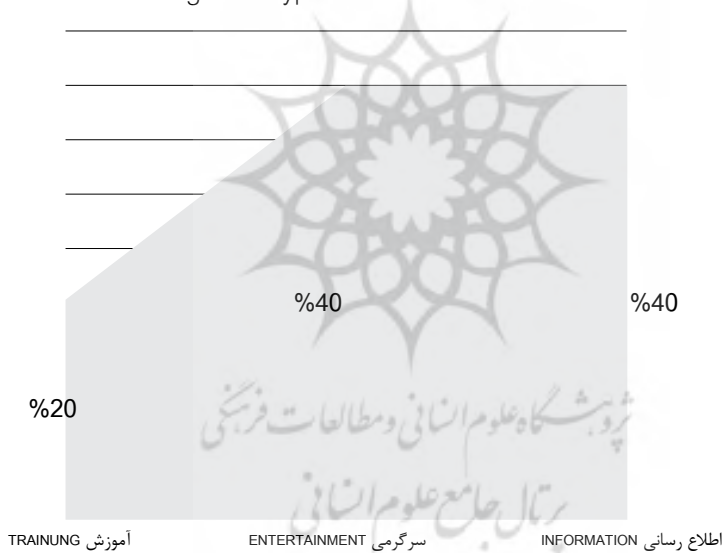 %40
%40
%20
پژوهشگاه علوم انسانی و مطالعات فرهنگی
پرتال جامع علوم انسانی
آموزش TRAINUNG
سرگرمی ENTERTAINMENT
اطلاع رسانی INFORMATION